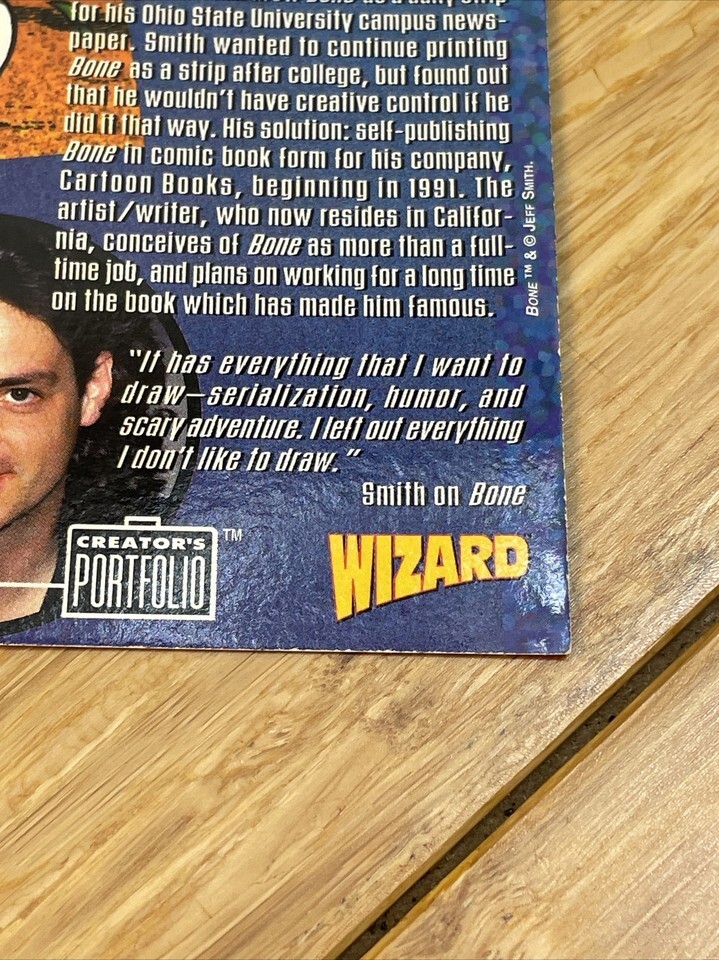 for his Ohio State University campus news-
paper. Smith wanted to continue printing
Bone as a strip after college, but found out
that he wouldn't have creative control if he
did it that way. His solution: self-publishing
Bone in comic book form for his company,
Cartoon Books, beginning in 1991. The
artist/writer, who now resides in Califor-
nia, conceives of Bone as more than a full-
time job, and plans on working for a long time
on the book which has made him famous.
"It has everything that I want to
draw—serialization, humor, and
scary adventure. I left out everything
I don't like to draw."
Smith on Bone
BONE ™ & © JEFF SMITH.
CREATOR'S
PORTFOLIO ™
WIZARD